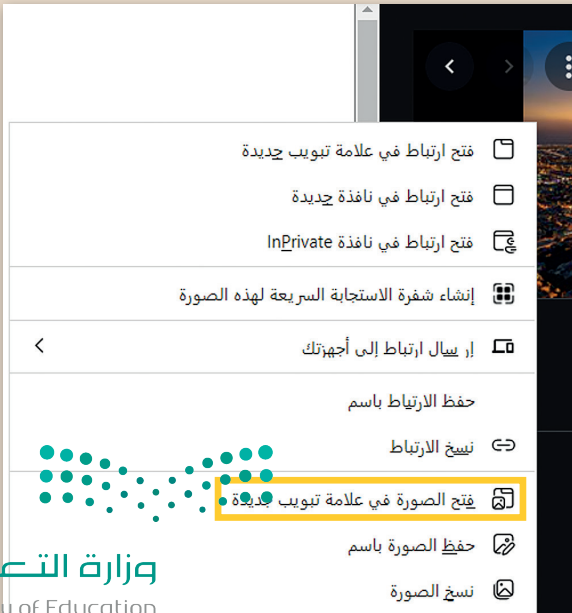 فتح ارتباط في علامة تبويب جديدة
فتح ارتباط في نافذة جديدة
فتح ارتباط في نافذة InPrivate
إنشاء شفرة الاستجابة السريعة لهذه الصورة
إرسال ارتباط إلى أجهزتك
حفظ الارتباط باسم
نسخ الارتباط
فتح الصورة في علامة تبويب جديدة
حفظ الصورة باسم
نسخ الصورة
وزارة التـع
of Education